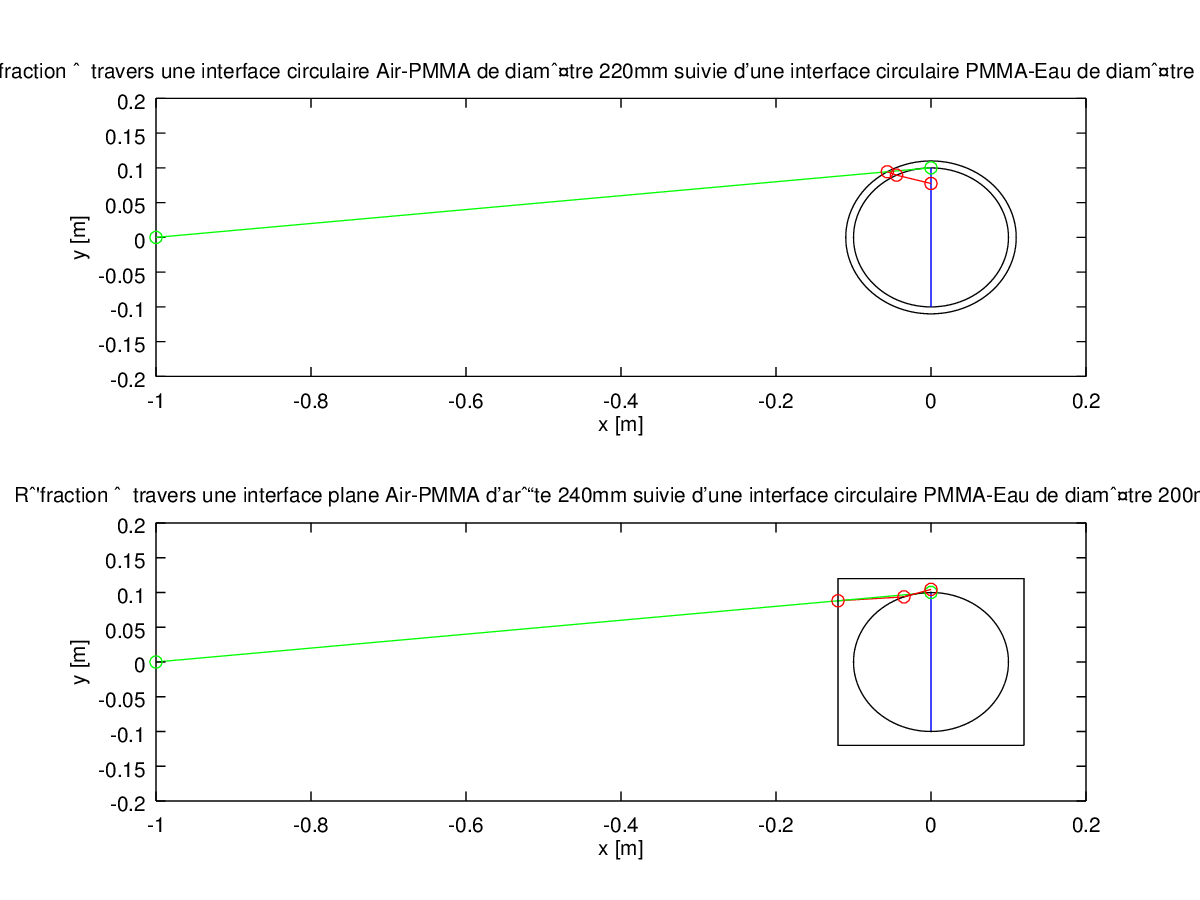 fraction ˆ  travers une interface circulaire Air-PMMA de diamˆ¤tre 220mm suivie d'une interface circulaire PMMA-Eau de diamˆ¤tre
0.2
0.15
0.1
0.05
0
-0.05
-0.1
-0.15
-0.2
y [m]
-1 -0.8 -0.6 -0.4 -0.2 0 0.2
x [m]
Rˆ'fraction ˆ  travers une interface plane Air-PMMA d'arˆ“te 240mm suivie d'une interface circulaire PMMA-Eau de diamˆ¤tre 200m
0.2
0.15
0.1
0.05
0
-0.05
-0.1
-0.15
-0.2
y [m]
-1 -0.8 -0.6 -0.4 -0.2 0 0.2
x [m]